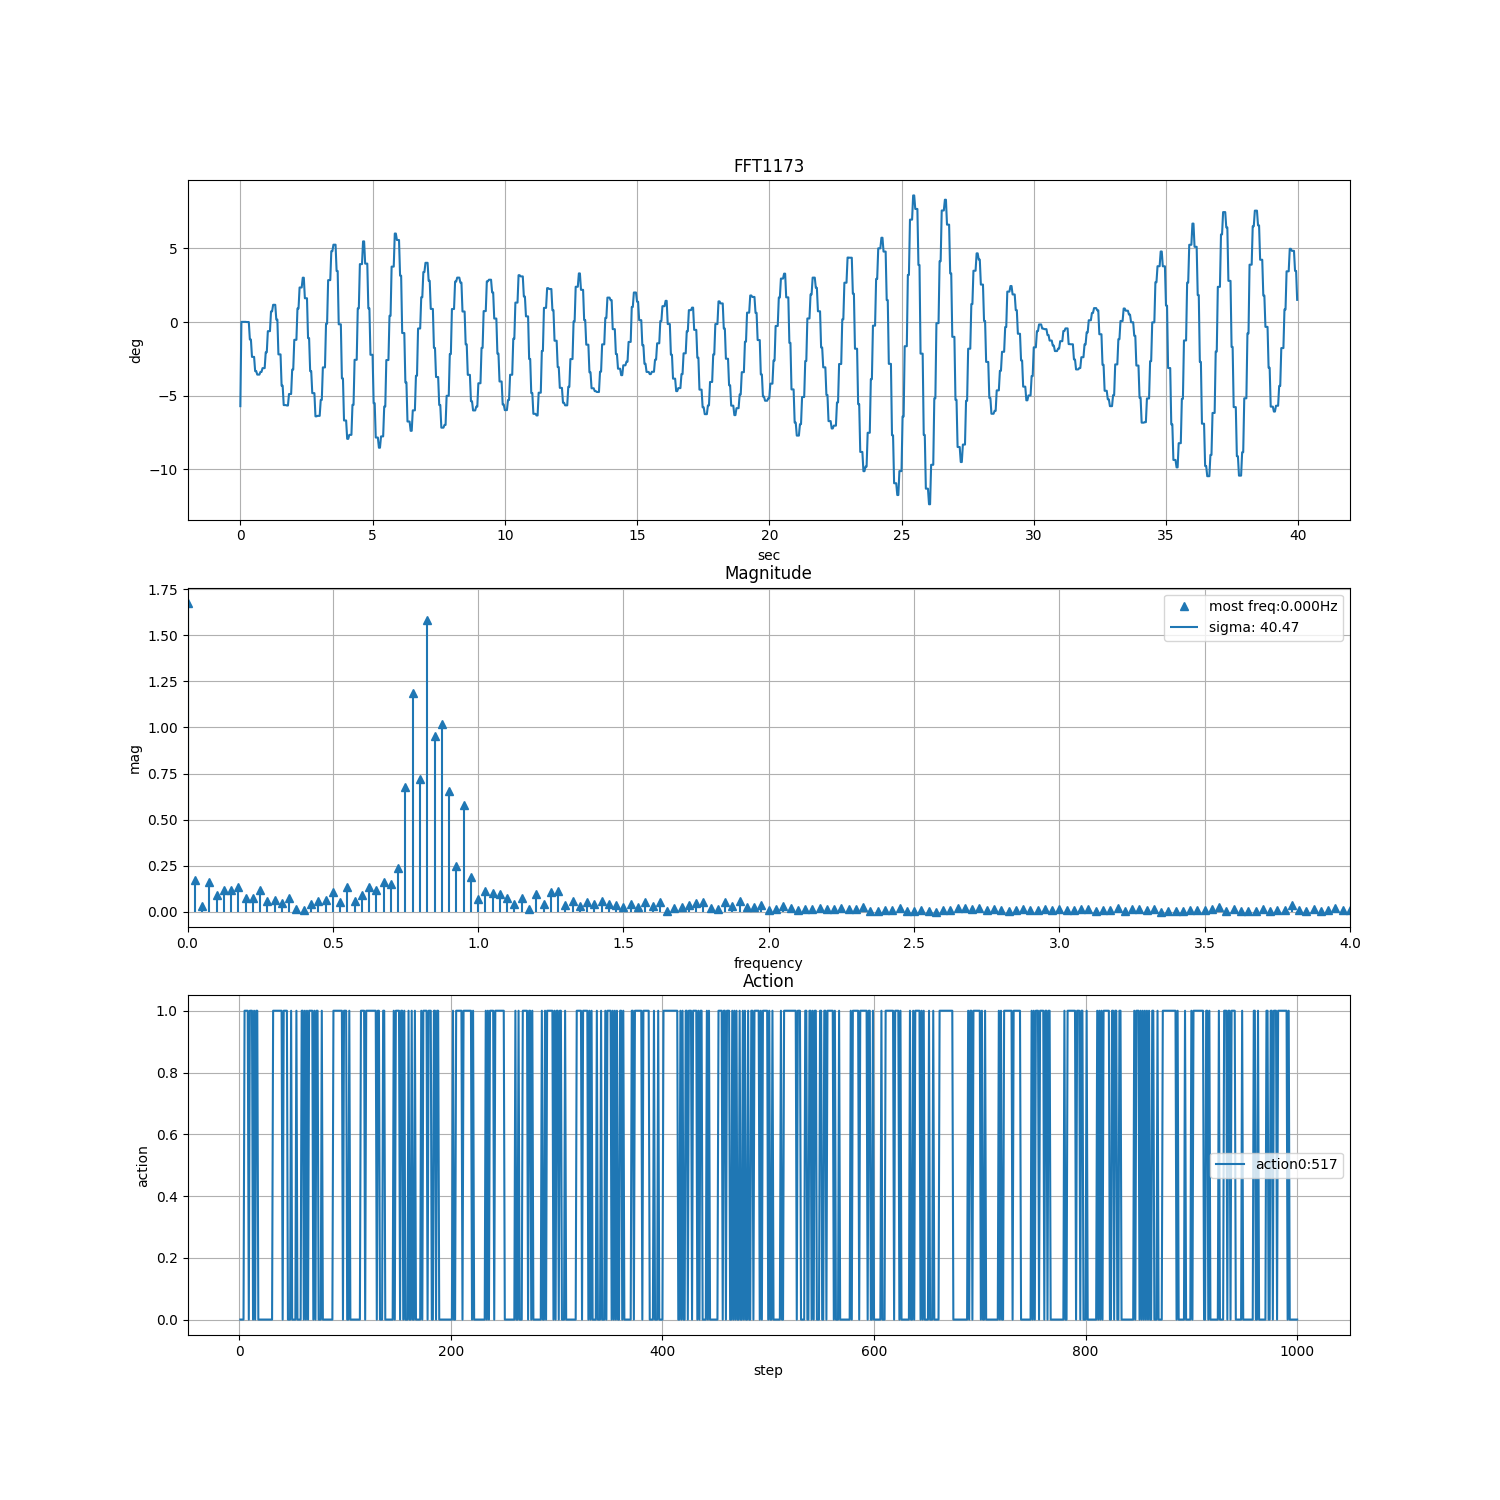 FFT1173
5
0
−5
−10
deg
0 5 10 15 20 25 30 35 40
sec
Magnitude
1.75
1.50
1.25
1.00
0.75
0.50
0.25
0.00
mag
most freq:0.000Hz
sigma: 40.47
0.0 0.5 1.0 1.5 2.0 2.5 3.0 3.5 4.0
frequency
Action
1.0
0.8
0.6
0.4
0.2
0.0
action
action0:517
0 200 400 600 800 1000
step